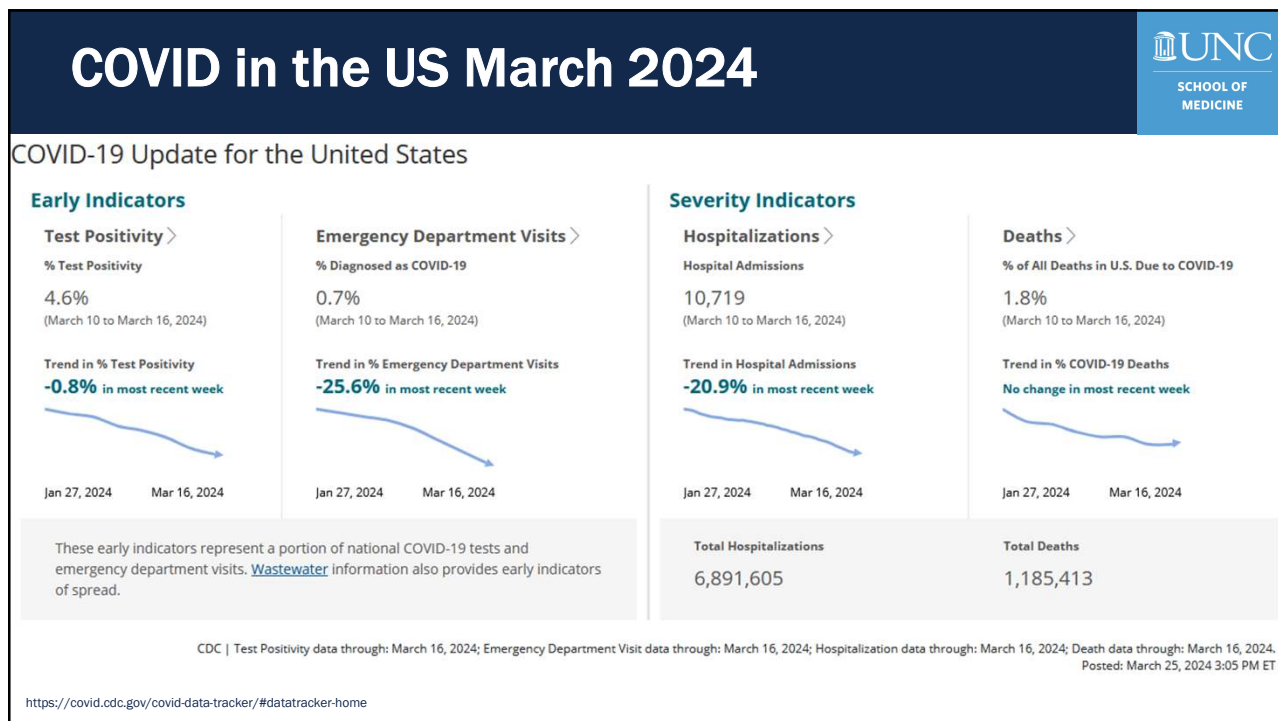 COVID in the US March 2024
UNC
SCHOOL OF
MEDICINE
COVID-19 Update for the United States
Early Indicators
Test Positivity
% Test Positivity
4.6%
(March 10 to March 16, 2024)
Trend in % Test Positivity
-0.8% in most recent week
Jan 27, 2024 Mar 16, 2024
Emergency Department Visits
% Diagnosed as COVID-19
0.7%
(March 10 to March 16, 2024)
Trend in % Emergency Department Visits
-25.6% in most recent week
Jan 27, 2024 Mar 16, 2024
These early indicators represent a portion of national COVID-19 tests and
emergency department visits. Wastewater information also provides early indicators
of spread.
Severity Indicators
Hospitalizations
Hospital Admissions
10,719
(March 10 to March 16, 2024)
Trend in Hospital Admissions
-20.9% in most recent week
Jan 27, 2024 Mar 16, 2024
Total Hospitalizations
6,891,605
Deaths
% of All Deaths in U.S. Due to COVID-19
1.8%
(March 10 to March 16, 2024)
Trend in % COVID-19 Deaths
No change in most recent week
Jan 27, 2024 Mar 16, 2024
Total Deaths
1,185,413
CDC | Test Positivity data through: March 16, 2024; Emergency Department Visit data through: March 16, 2024; Hospitalization data through: March 16, 2024; Death data through: March 16, 2024.
Posted: March 25, 2024 3:05 PM ET
https://covid.cdc.gov/covid-data-tracker/#datatracker-home